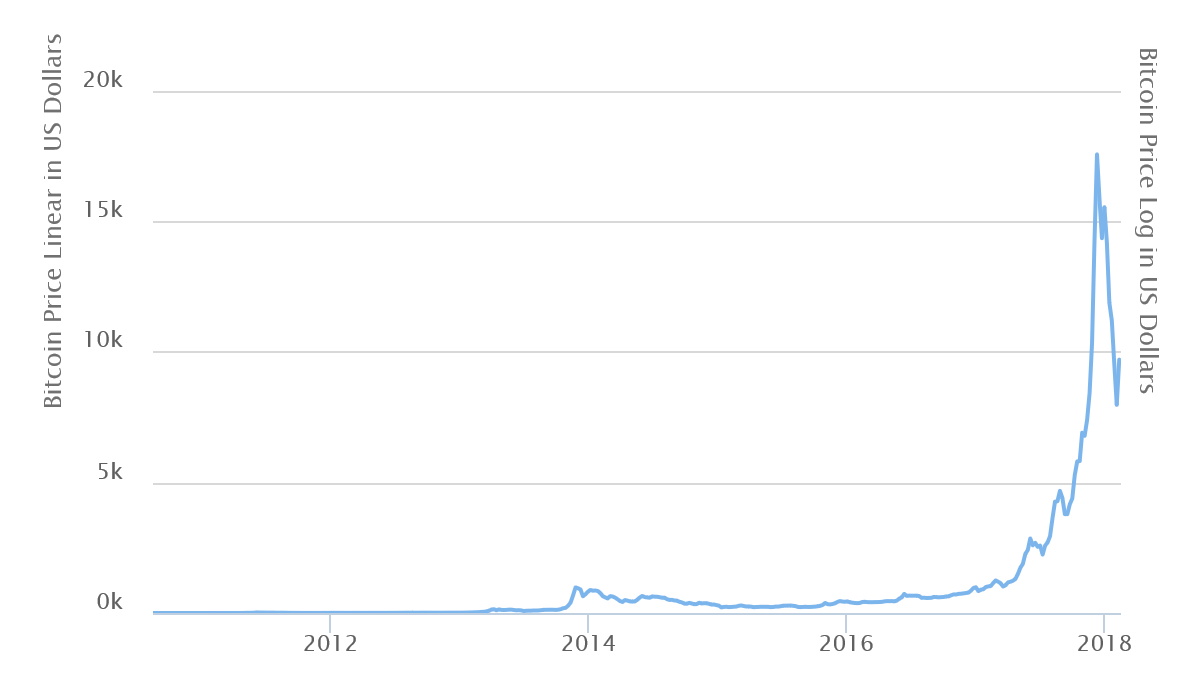 Bitcoin Price Linear in US Dollars
20k
15k
10k
5k
0k
2012
2014
2016
2018
Bitcoin Price Log in US Dollars